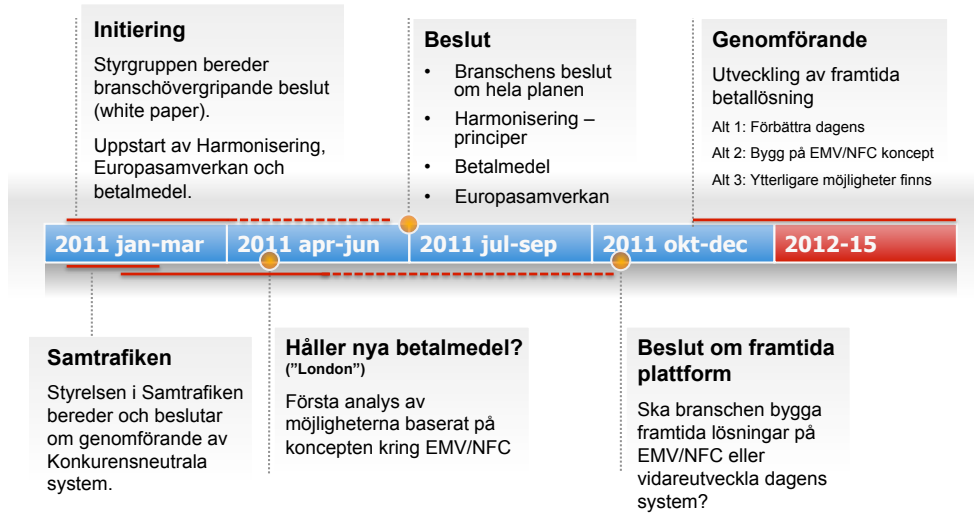 Initiering
Styrgruppen bereder
branschövergripande beslut
(white paper).
Uppstart av Harmonisering,
Europasamverkan och
betalmedel.
Beslut
• Branschens beslut
om hela planen
• Harmonisering –
principer
• Betalmedel
• Europasamverkan
Genomförande
Utveckling av framtida
betallösning
Alt 1: Förbättra dagens
Alt 2: Bygg på EMV/NFC koncept
Alt 3: Ytterligare möjligheter finns
2011 jan-mar
2011 apr-jun
2011 jul-sep
2011 okt-dec
2012-15
Samtrafiken
Styrelsen i Samtrafiken
bereder och beslutar
om genomförande av
Konkurensneutrala
system.
Håller nya betalmedel?
(”London”)
Första analys av
möjligheterna baserat på
koncepten kring EMV/NFC
Beslut om framtida
plattform
Ska branschen bygga
framtida lösningar på
EMV/NFC eller
vidareutveckla dagens
system?